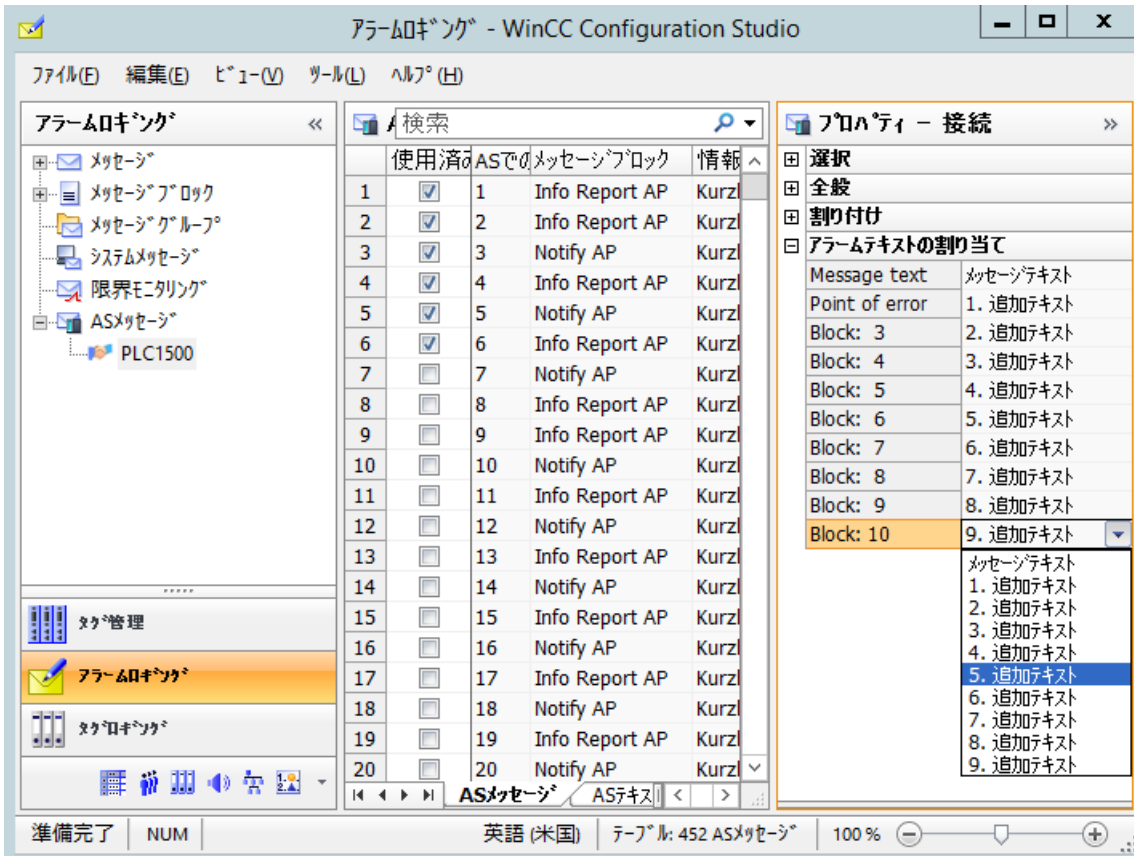 アラームロギング - WinCC Configuration Studio
ファイル(F) 編集(E) ビュー(V) ツール(L) ヘルプ(H)
アラームロギング «
メッセージ
メッセージブロック
メッセージグループ
システムメッセージ
限界モニタリング
ASメッセージ
PLC1500
タグ管理
アラームロギング
タグロギング
検索
使用済み ASでの メッセージブロック 情報
1 1 Info Report AP Kurzl
2 2 Info Report AP Kurzl
3 3 Notify AP Kurzl
4 4 Info Report AP Kurzl
5 5 Notify AP Kurzl
6 6 Info Report AP Kurzl
7 7 Notify AP Kurzl
8 8 Info Report AP Kurzl
9 9 Info Report AP Kurzl
10 10 Notify AP Kurzl
11 11 Info Report AP Kurzl
12 12 Notify AP Kurzl
13 13 Info Report AP Kurzl
14 14 Notify AP Kurzl
15 15 Info Report AP Kurzl
16 16 Notify AP Kurzl
17 17 Info Report AP Kurzl
18 18 Notify AP Kurzl
19 19 Info Report AP Kurzl
20 20 Notify AP Kurzl
ASメッセージ ASテキス
プロパティ - 接続 »
選択
全般
割り付け
アラームテキストの割り当て
Message text メッセージテキスト
Point of error 1. 追加テキスト
Block: 3 2. 追加テキスト
Block: 4 3. 追加テキスト
Block: 5 4. 追加テキスト
Block: 6 5. 追加テキスト
Block: 7 6. 追加テキスト
Block: 8 7. 追加テキスト
Block: 9 8. 追加テキスト
Block: 10 9. 追加テキスト
メッセージテキスト
1. 追加テキスト
2. 追加テキスト
3. 追加テキスト
4. 追加テキスト
5. 追加テキスト
6. 追加テキスト
7. 追加テキスト
8. 追加テキスト
9. 追加テキスト
準備完了 NUM 英語 (米国) テーブル: 452 ASメッセージ 100 %